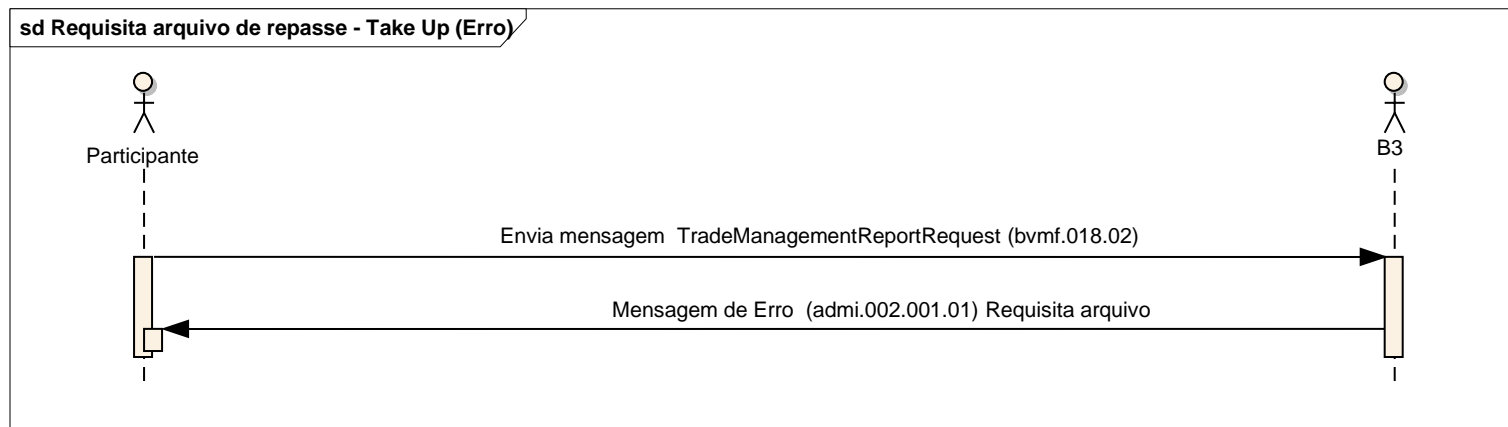 sd Requisita arquivo de repasse - Take Up (Erro)
Participante
B3
Envia mensagem TradeManagementReportRequest (bvmf.018.02)
Mensagem de Erro (admi.002.001.01) Requisita arquivo